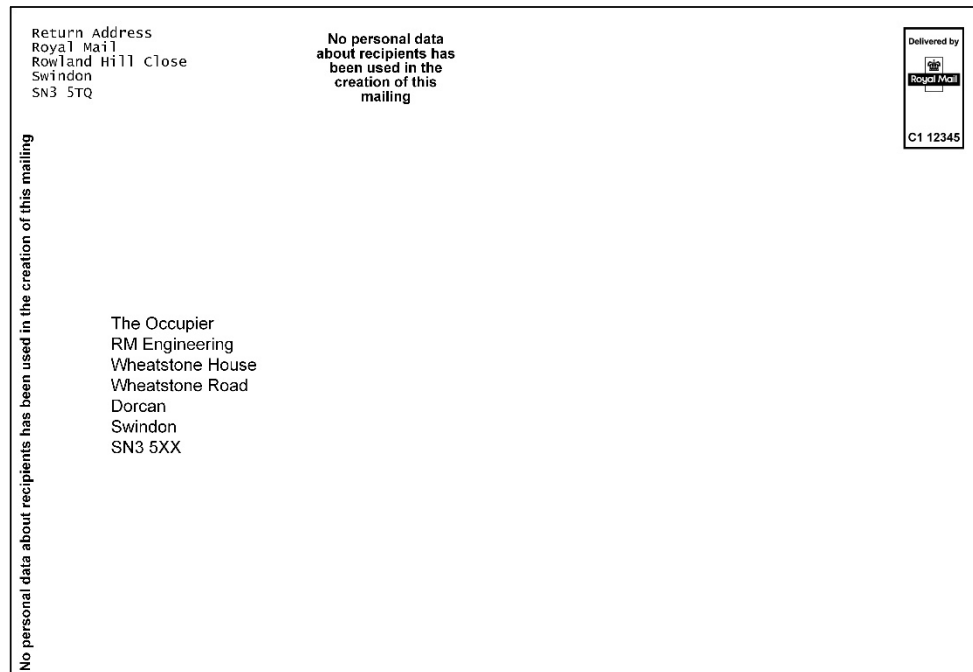 Return Address
Royal Mail
Rowland Hill Close
Swindon
SN3 5TQ
No personal data
about recipients has
been used in the
creation of this
mailing
Delivered by
Royal Mail
C1 12345
No personal data about recipients has been used in the creation of this mailing
The Occupier
RM Engineering
Wheatstone House
Wheatstone Road
Dorcan
Swindon
SN3 5XX